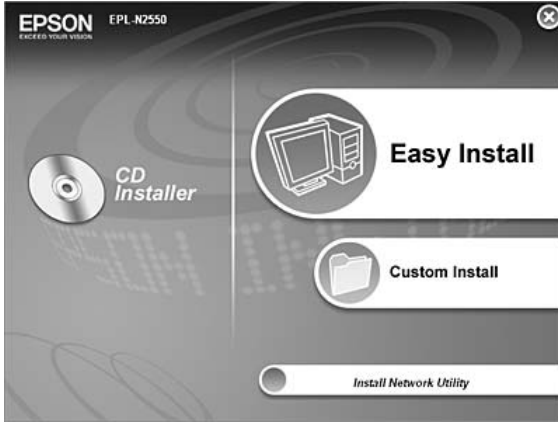 EPSON
EXCEED YOUR VISION
EPL-N2550
CD
Installer
Easy Install
Custom Install
Install Network Utility